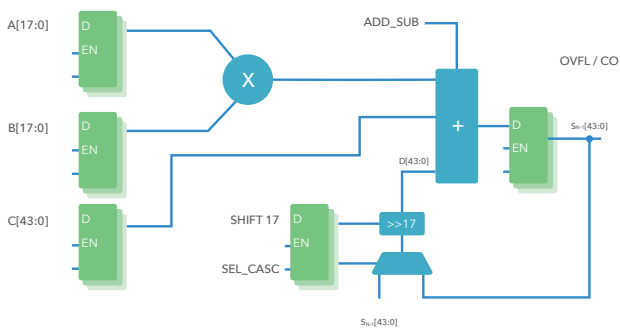 A[17:0]
D
EN
ADD_SUB
OVFL / CO
X
B[17:0]
D
EN
+
D
EN
SN-1[43:0]
D[43:0]
C[43:0]
D
EN
SHIFT 17
D
EN
>>17
SEL_CASC
SN-1[43:0]